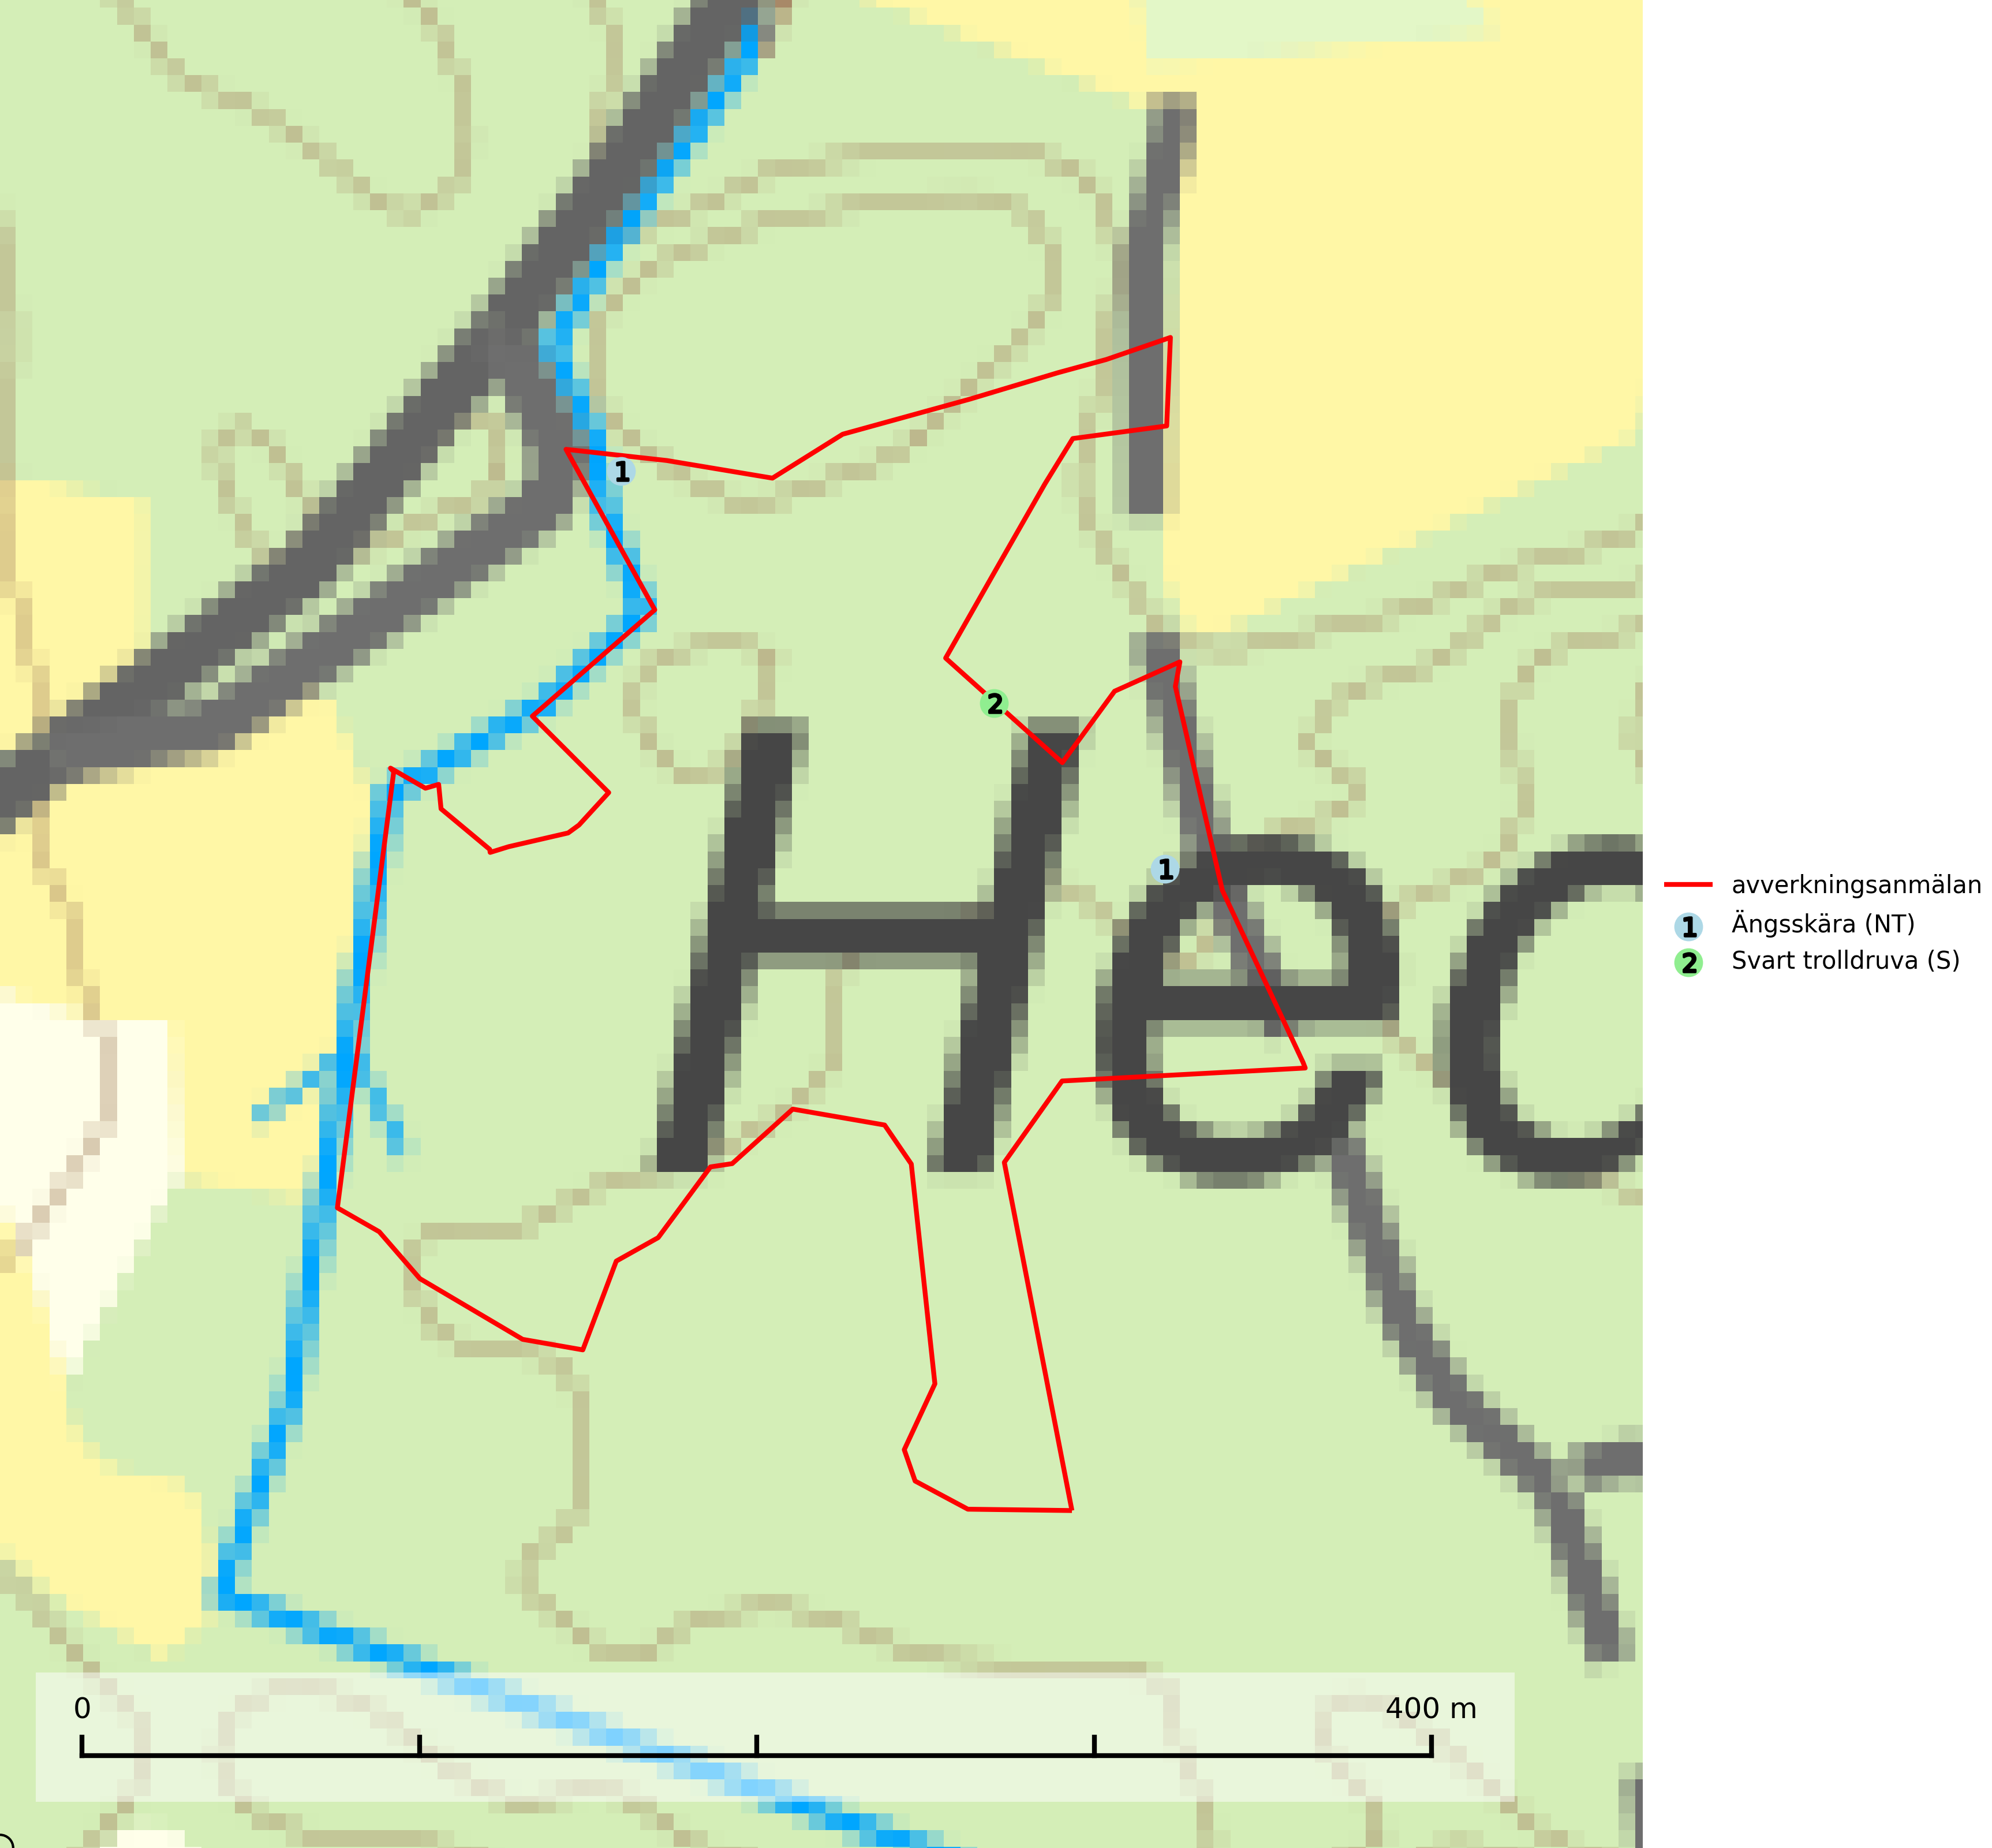 1
2
1
Hec
avverkningsanmälan
1 Ängsskära (NT)
2 Svart trolldruva (S)
0 400 m